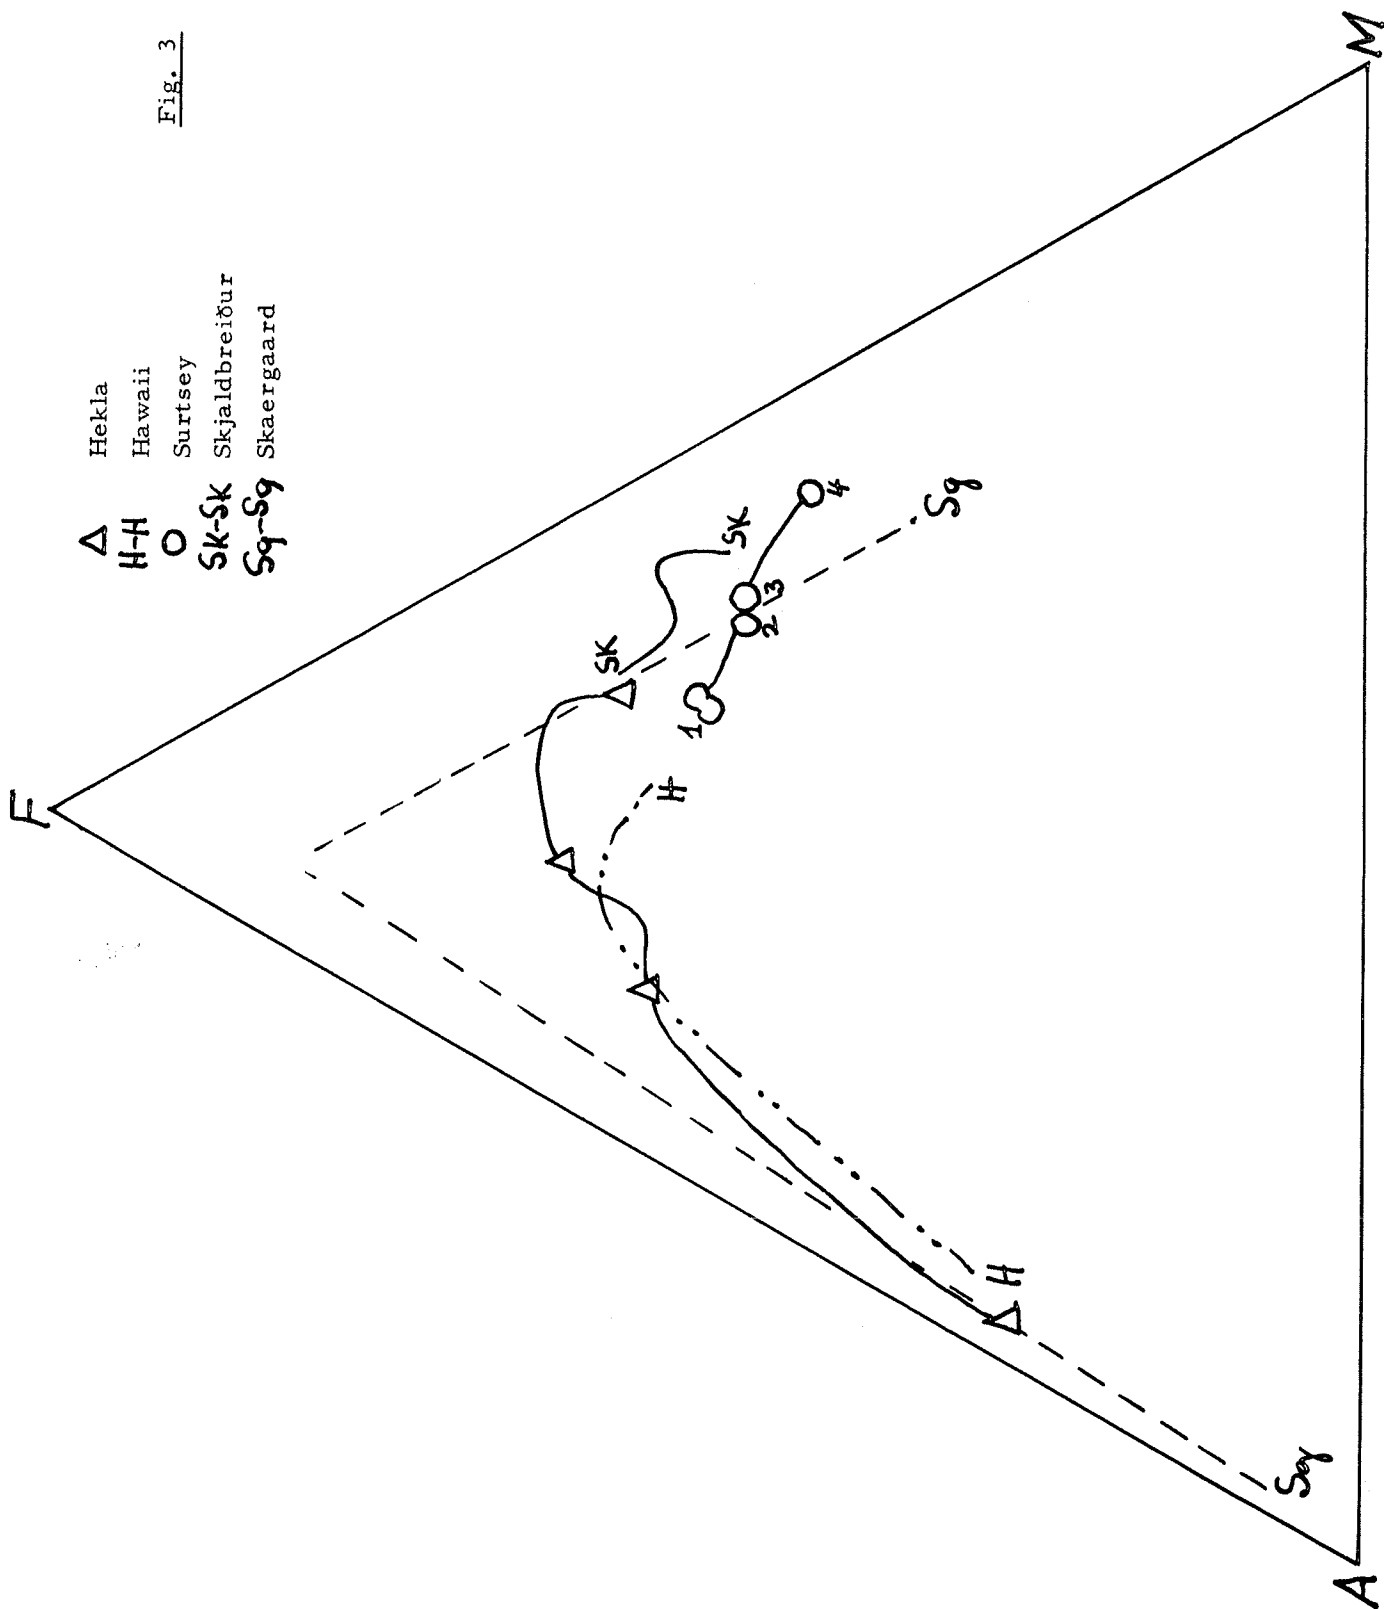 Fig. 3
△ Hekla
H-H Hawaii
○ Surtsey
SK-SK Skjaldbreiður
Sg-Sg Skaergaard
F
SK
SK
1
2
3
4
H
H
Sg
Sg
A
M